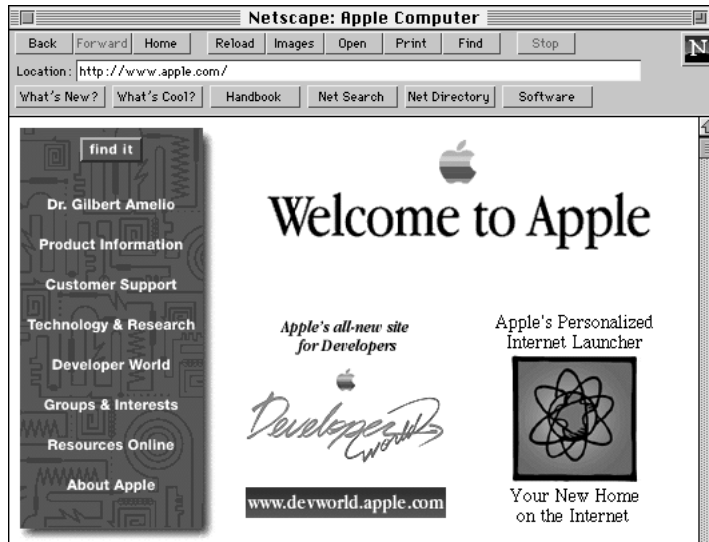 Netscape: Apple Computer
Back Forward Home Reload Images Open Print Find Stop
N
Location: http://www.apple.com/
What's New? What's Cool? Handbook Net Search Net Directory Software
find it
Dr. Gilbert Amelio
Product Information
Customer Support
Technology & Research
Developer World
Groups & Interests
Resources Online
About Apple
Welcome to Apple
Apple's all-new site
for Developers
Developer
World
www.devworld.apple.com
Apple's Personalized
Internet Launcher
Your New Home
on the Internet